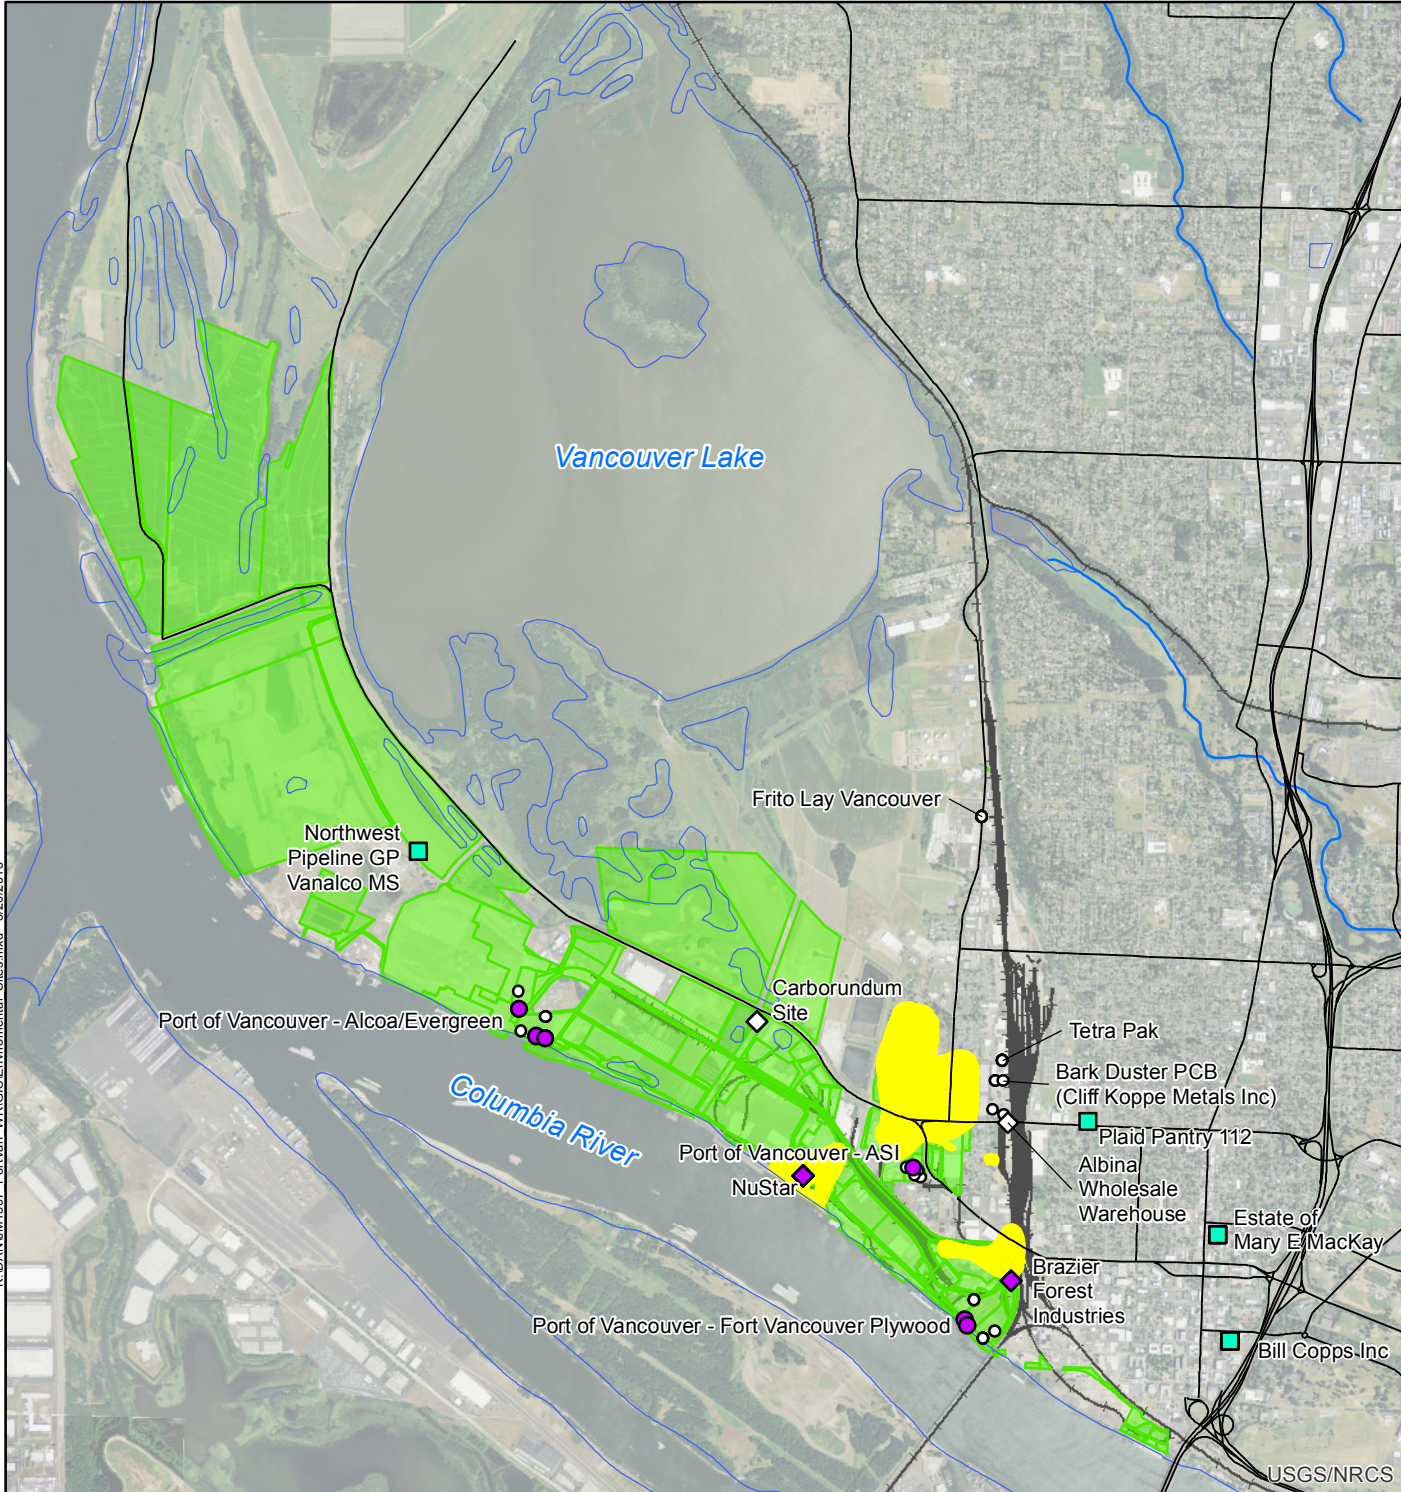 Vancouver Lake
Frito Lay Vancouver
Northwest
Pipeline GP
Vanalco MS
Carborundum
Site
Port of Vancouver - Alcoa/Evergreen
Tetra Pak
Columbia River
Bark Duster PCB
(Cliff Koppe Metals Inc)
Plaid Pantry 112
Port of Vancouver - ASI
NuStar
Albina
Wholesale
Warehouse
Estate of
Mary E MacKay
Brazier
Forest
Industries
Port of Vancouver - Fort Vancouver Plywood
Bill Copps Inc
USGS/NRCS